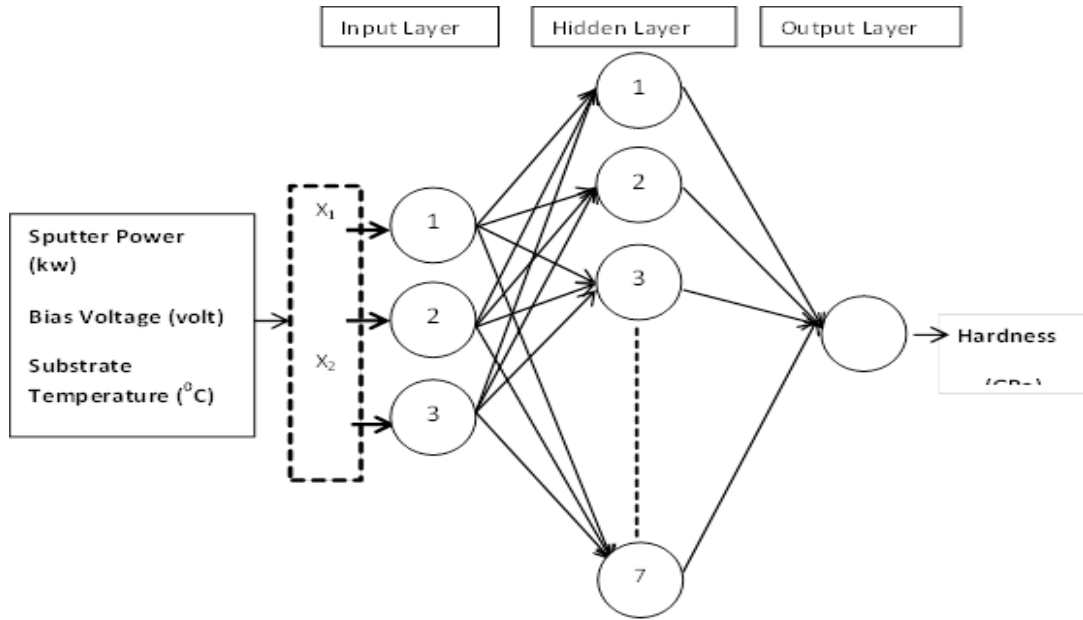 Input Layer
Hidden Layer
Output Layer
1
2
3
7
X₁
X₂
1
2
3
Sputter Power
(kw)
Bias Voltage (volt)
Substrate
Temperature (⁰C)
Hardness